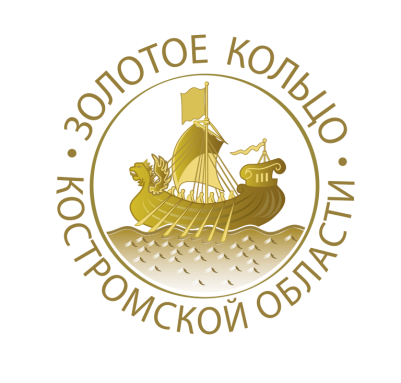 ЗОЛОТОЕ КОЛЬЦО
КОСТРОМСКОЙ ОБЛАСТИ